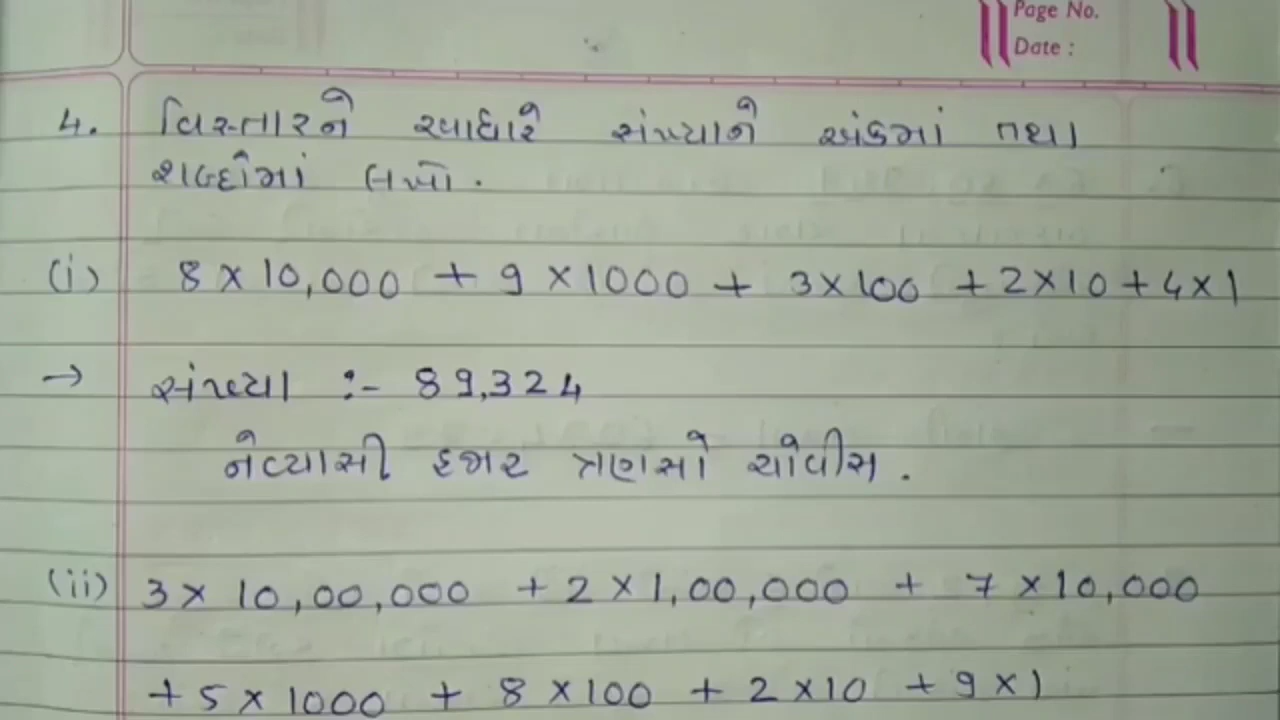 Page No.
Date :
4. વિસ્તારને આધારે સંખ્યાને અંકમાં તથા
શબ્દોમાં લખો.
(i) 8 × 10,000 + 9 × 1000 + 3 × 100 + 2 × 10 + 4 × 1
→ સંખ્યા :- 89,324
નેવ્યાસી હજાર ત્રણસો ચોવીસ.
(ii) 3 × 10,00,000 + 2 × 1,00,000 + 7 × 10,000
+ 5 × 1000 + 8 × 100 + 2 × 10 + 9 × 1